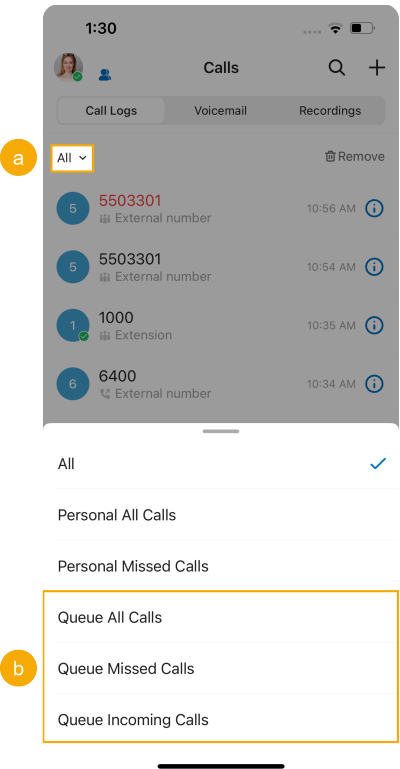 1:30
Calls
Call Logs Voicemail Recordings
a All Remove
5 5503301 10:56 AM
External number
5 5503301 10:54 AM
External number
1 1000 10:35 AM
Extension
6 6400 10:34 AM
External number
All
Personal All Calls
Personal Missed Calls
Queue All Calls
b Queue Missed Calls
Queue Incoming Calls